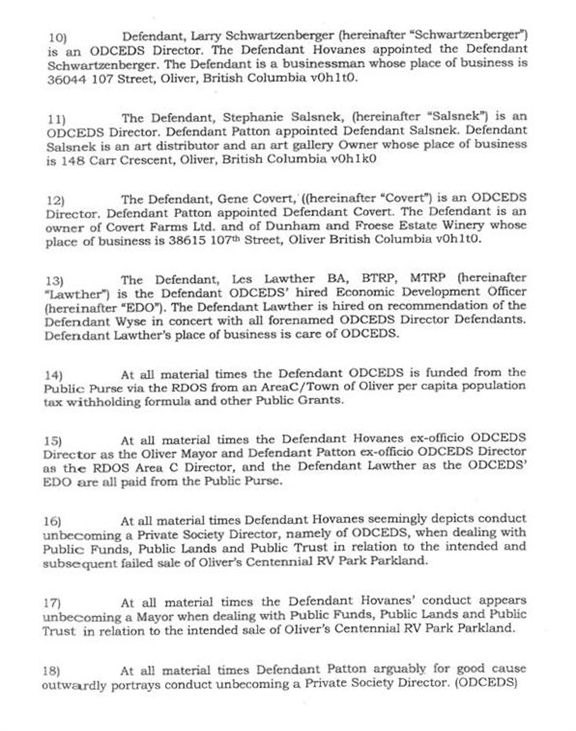 10) Defendant, Larry Schwartzenberger (hereinafter “Schwartzenberger”)
is an ODCEDS Director. The Defendant Hovanes appointed the Defendant
Schwartzenberger. The Defendant is a businessman whose place of business is
36044 107 Street, Oliver, British Columbia v0h1t0.
11) The Defendant, Stephanie Salsnek, (hereinafter “Salsnek”) is an
ODCEDS Director. Defendant Patton appointed Defendant Salsnek. Defendant
Salsnek is an art distributor and an art gallery Owner whose place of business
is 148 Carr Crescent, Oliver, British Columbia v0h1k0
12) The Defendant, Gene Covert, ((hereinafter “Covert”) is an ODCEDS
Director. Defendant Patton appointed Defendant Covert. The Defendant is an
owner of Covert Farms Ltd. and of Dunham and Froese Estate Winery whose
place of business is 38615 107th Street, Oliver British Columbia v0h1t0.
13) The Defendant, Les Lawther BA, BTRP, MTRP (hereinafter
“Lawther”) is the Defendant ODCEDS’ hired Economic Development Officer
(hereinafter “EDO”). The Defendant Lawther is hired on recommendation of the
Defendant Wyse in concert with all forenamed ODCEDS Director Defendants.
Defendant Lawther’s place of business is care of ODCEDS.
14) At all material times the Defendant ODCEDS is funded from the
Public Purse via the RDOS from an AreaC/Town of Oliver per capita population
tax withholding formula and other Public Grants.
15) At all material times the Defendant Hovanes ex-officio ODCEDS
Director as the Oliver Mayor and Defendant Patton ex-officio ODCEDS Director
as the RDOS Area C Director, and the Defendant Lawther as the ODCEDS’
EDO are all paid from the Public Purse.
16) At all material times Defendant Hovanes seemingly depicts conduct
unbecoming a Private Society Director, namely of ODCEDS, when dealing with
Public Funds, Public Lands and Public Trust in relation to the intended and
subsequent failed sale of Oliver’s Centennial RV Park Parkland.
17) At all material times the Defendant Hovanes’ conduct appears
unbecoming a Mayor when dealing with Public Funds, Public Lands and Public
Trust in relation to the intended sale of Oliver’s Centennial RV Park Parkland.
18) At all material times Defendant Patton arguably for good cause
outwardly portrays conduct unbecoming a Private Society Director. (ODCEDS)